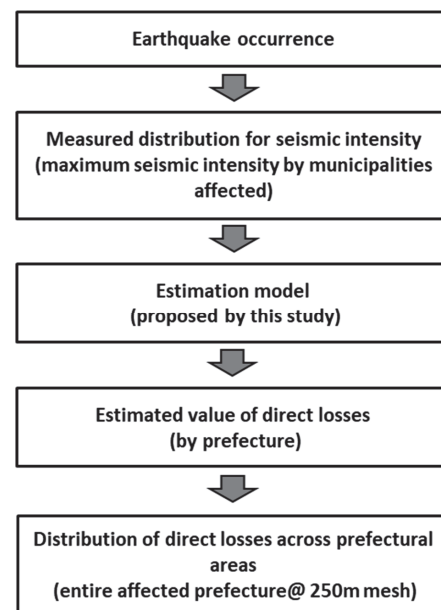 Earthquake occurrence
Measured distribution for seismic intensity
(maximum seismic intensity by municipalities
affected)
Estimation model
(proposed by this study)
Estimated value of direct losses
(by prefecture)
Distribution of direct losses across prefectural
areas
(entire affected prefecture@ 250m mesh)